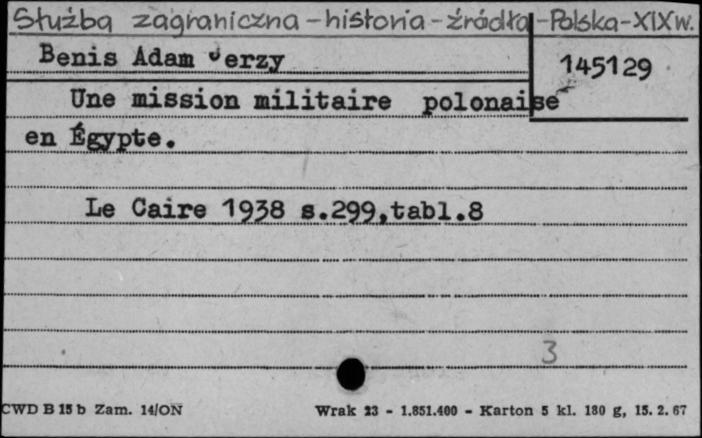 Służba zagraniczna - historia - źródła - Polska - XIX w.
Benis Adam Jerzy
145129
Une mission militaire polonaise
en Égypte.
Le Caire 1938 s.299,tabl.8
3
CWD B 15 b Zam. 14/ON
Wrak 23 - 1.851.400 - Karton 5 kl. 180 g, 15. 2. 67